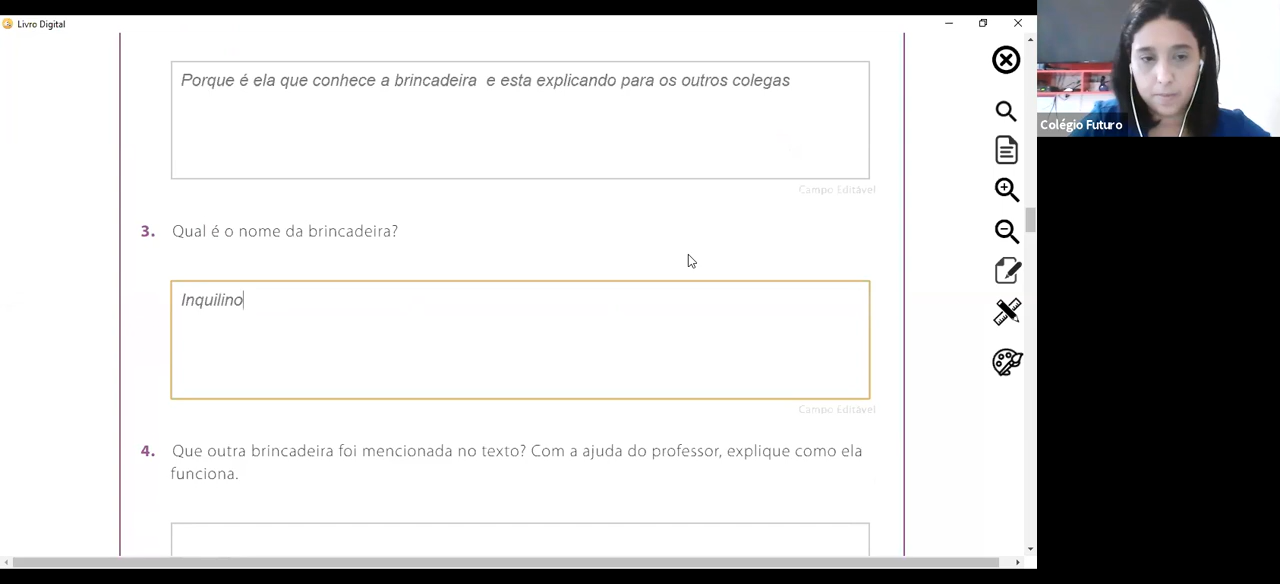 Livro Digital
Porque é ela que conhece a brincadeira  e esta explicando para os outros colegas
Campo Editável
3. Qual é o nome da brincadeira?
Inquilino
Campo Editável
4. Que outra brincadeira foi mencionada no texto? Com a ajuda do professor, explique como ela
funciona.
Colégio Futuro